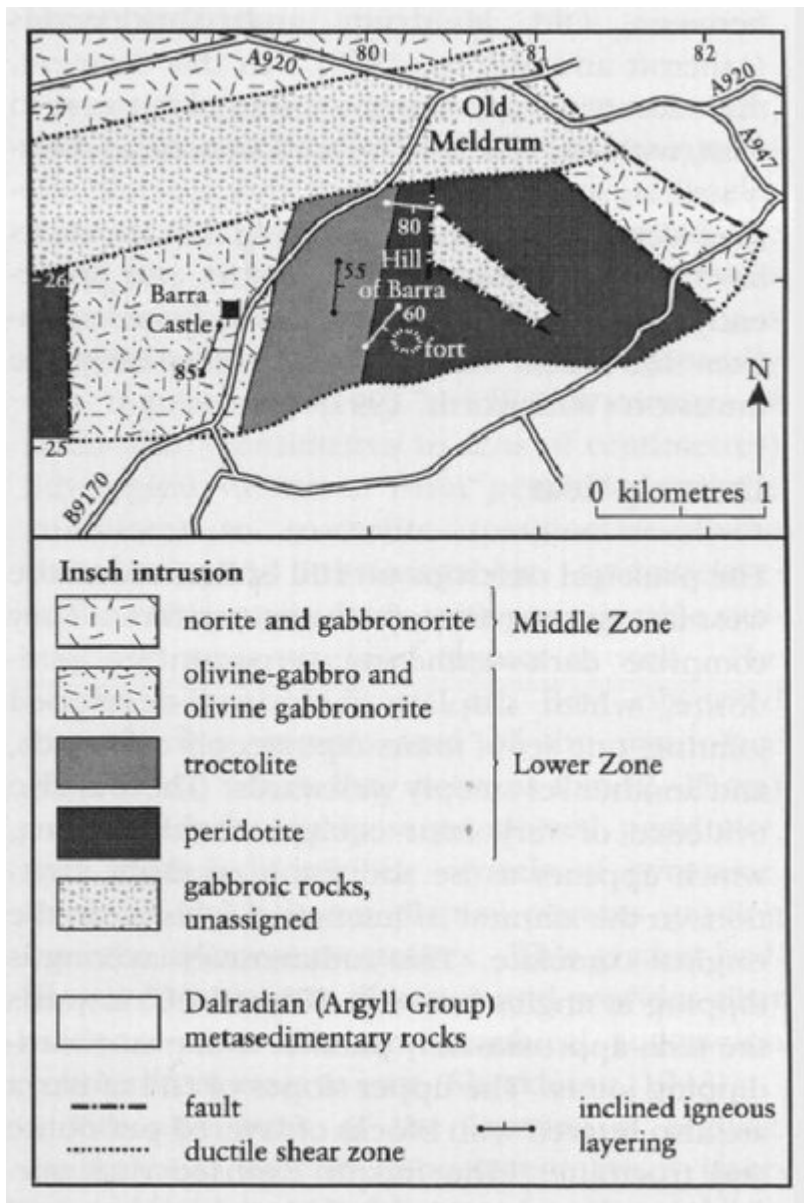 80
81
82
A920
A920
27
Old
Meldrum
A947
80
26
Barra
Castle
55
Hill
of Barra
60
fort
85
N
25
B9170
0 kilometres 1
Insch intrusion
norite and gabbronorite
Middle Zone
olivine-gabbro and
olivine gabbronorite
troctolite
Lower Zone
peridotite
gabbroic rocks,
unassigned
Dalradian (Argyll Group)
metasedimentary rocks
fault
ductile shear zone
inclined igneous
layering